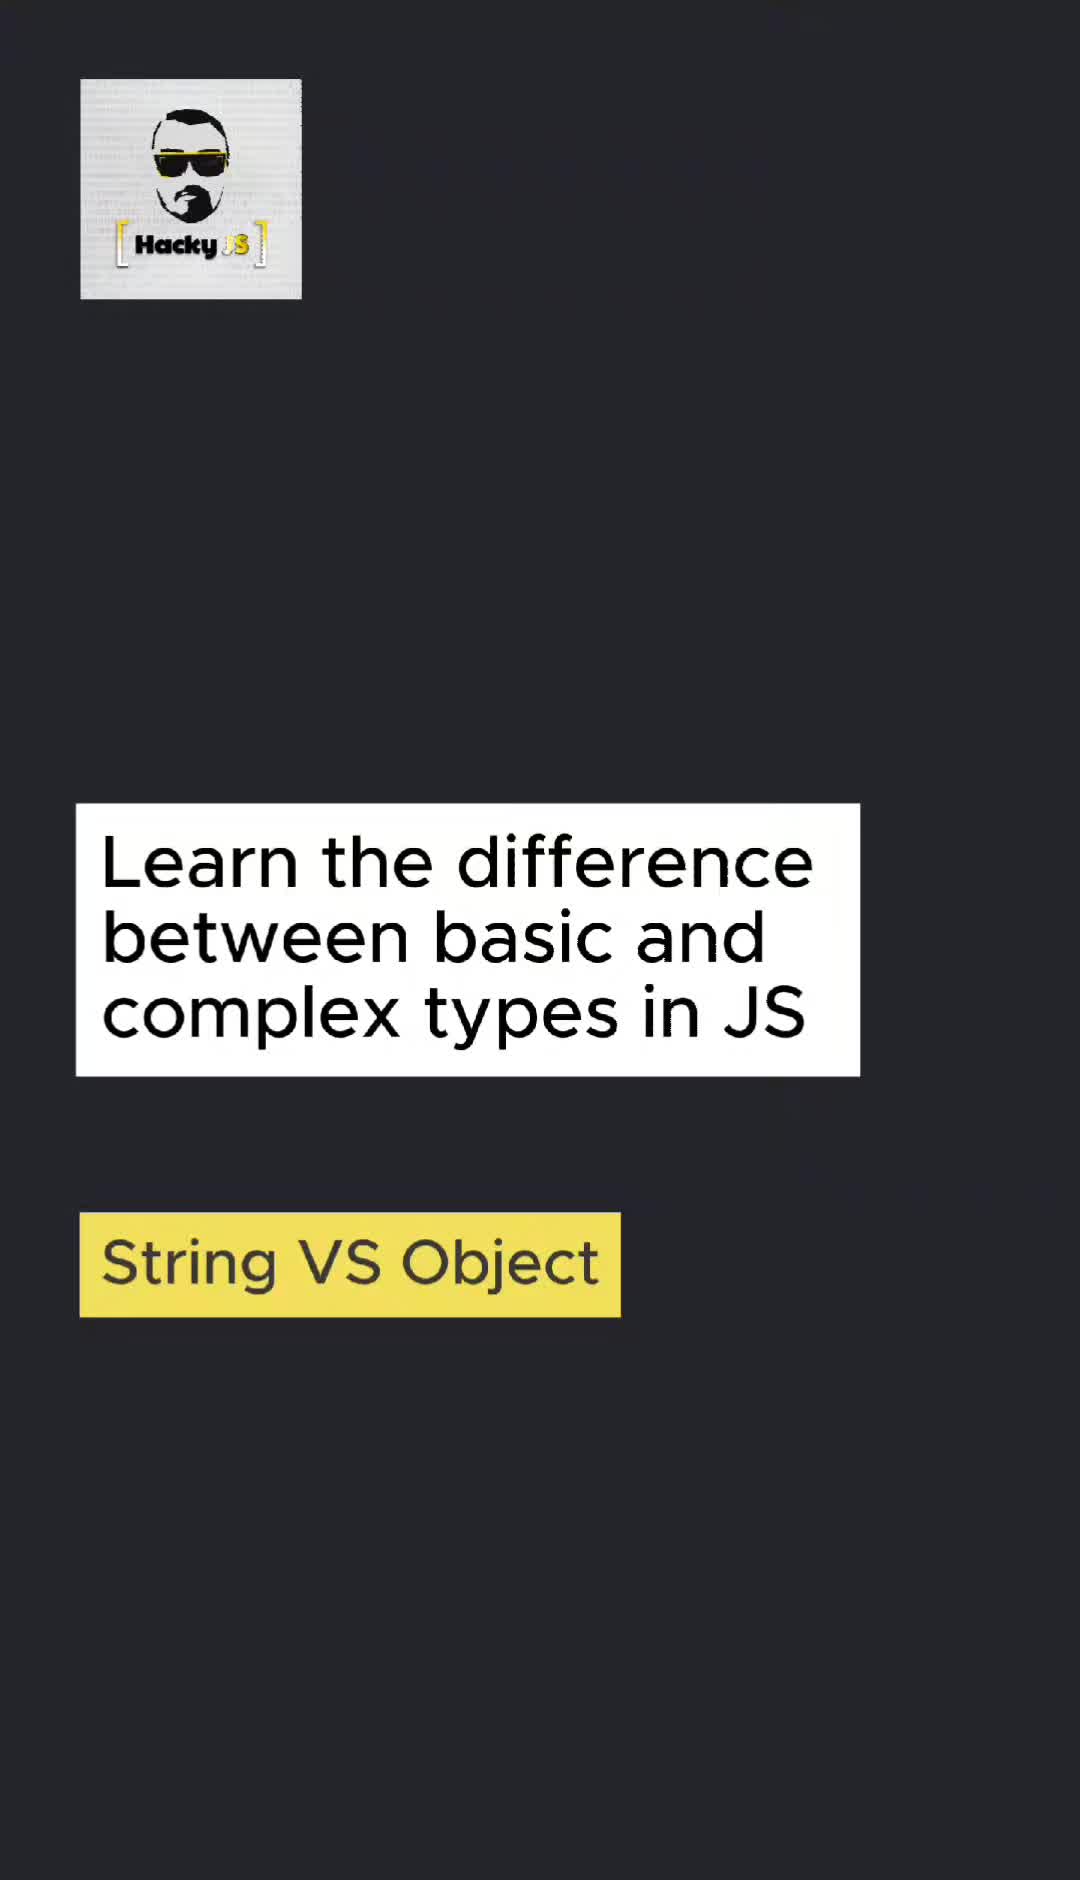 [ Hacky JS ]
Learn the difference
between basic and
complex types in JS
String VS Object